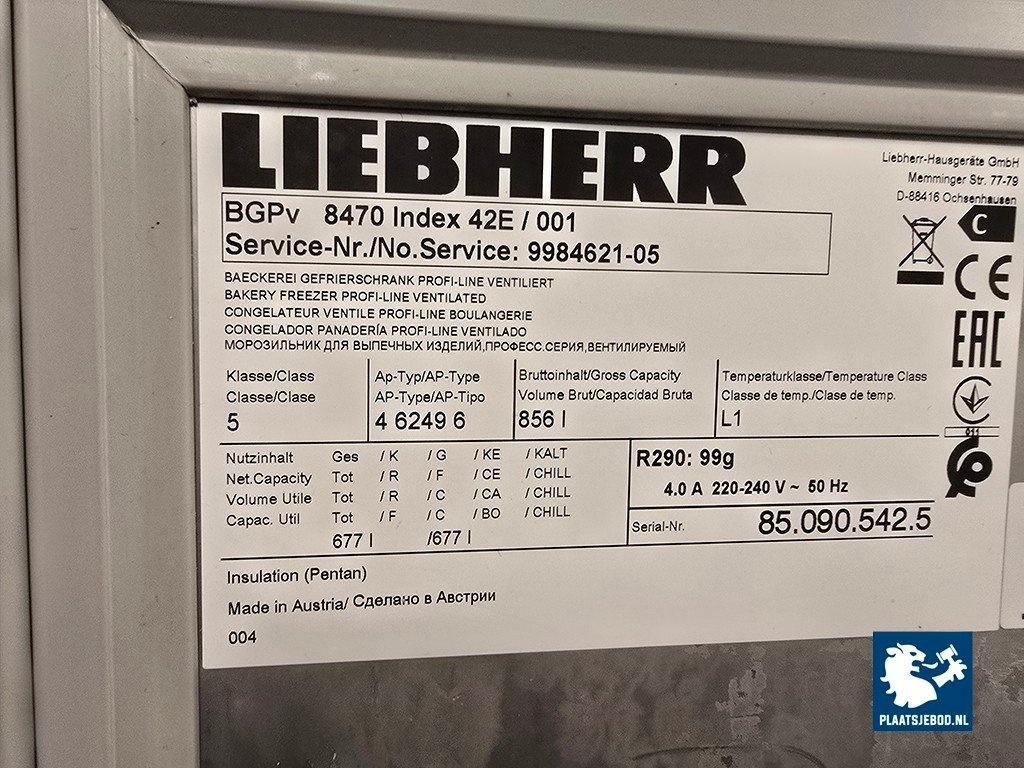 LIEBHERR
Liebherr-Hausgeräte GmbH
Memminger Str. 77-79
D-88416 Ochsenhausen
BGPv 8470 Index 42E / 001
Service-Nr./No.Service: 9984621-05
C
CE
EAC
011
BAECKEREI GEFRIERSCHRANK PROFI-LINE VENTILIERT
BAKERY FREEZER PROFI-LINE VENTILATED
CONGELATEUR VENTILE PROFI-LINE BOULANGERIE
CONGELADOR PANADERÍA PROFI-LINE VENTILADO
МОРОЗИЛЬНИК ДЛЯ ВЫПЕЧНЫХ ИЗДЕЛИЙ,ПРОФЕСС.СЕРИЯ,ВЕНТИЛИРУЕМЫЙ
Klasse/Class
Classe/Clase
5
Ap-Typ/AP-Type
AP-Type/AP-Tipo
4 6249 6
Bruttoinhalt/Gross Capacity
Volume Brut/Capacidad Bruta
856 l
Temperaturklasse/Temperature Class
Classe de temp./Clase de temp.
L1
Nutzinhalt Ges / K / G / KE / KALT
Net.Capacity Tot / R / F / CE / CHILL
Volume Utile Tot / R / C / CA / CHILL
Capac. Util Tot / F / C / BO / CHILL
677 l /677 l
R290: 99g
4.0 A 220-240 V ~ 50 Hz
Serial-Nr. 85.090.542.5
Insulation (Pentan)
Made in Austria/ Сделано в Австрии
004
PLAATSJEBOD.NL